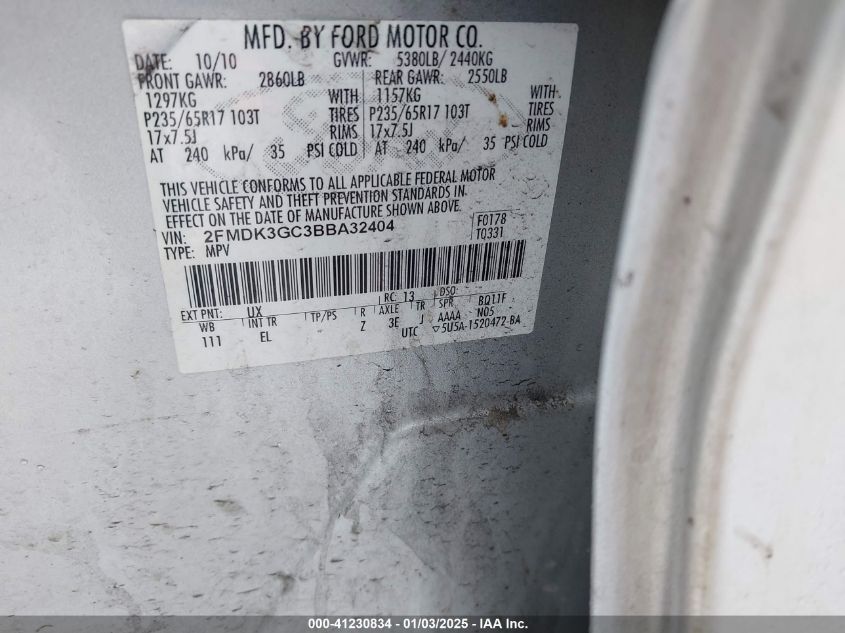 MFD. BY FORD MOTOR CO.
DATE: 10/10 GVWR: 5380LB/ 2440KG
FRONT GAWR: 2860LB REAR GAWR: 2550LB
1297KG WITH 1157KG WITH
P235/65R17 103T TIRES P235/65R17 103T TIRES
17x7.5J RIMS 17x7.5J RIMS
AT 240 kPa/ 35 PSI COLD AT 240 kPa/ 35 PSI COLD
THIS VEHICLE CONFORMS TO ALL APPLICABLE FEDERAL MOTOR
VEHICLE SAFETY AND THEFT PREVENTION STANDARDS IN
EFFECT ON THE DATE OF MANUFACTURE SHOWN ABOVE.
VIN: 2FMDK3GC3BBA32404 F0178
TYPE: MPV T0331
EXT PNT: UX RC: 13 DSO:
WB INT TR TP/PS R AXLE TR SPR BQ11F
111 EL Z 3E J AAAA N05
UTC ▽5U5A-1520472-BA
000-41230834 - 01/03/2025 - IAA Inc.